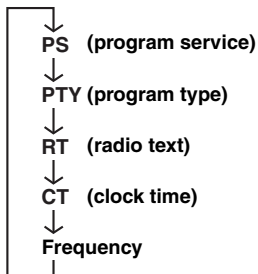 PS (program service)
PTY (program type)
RT (radio text)
CT (clock time)
Frequency